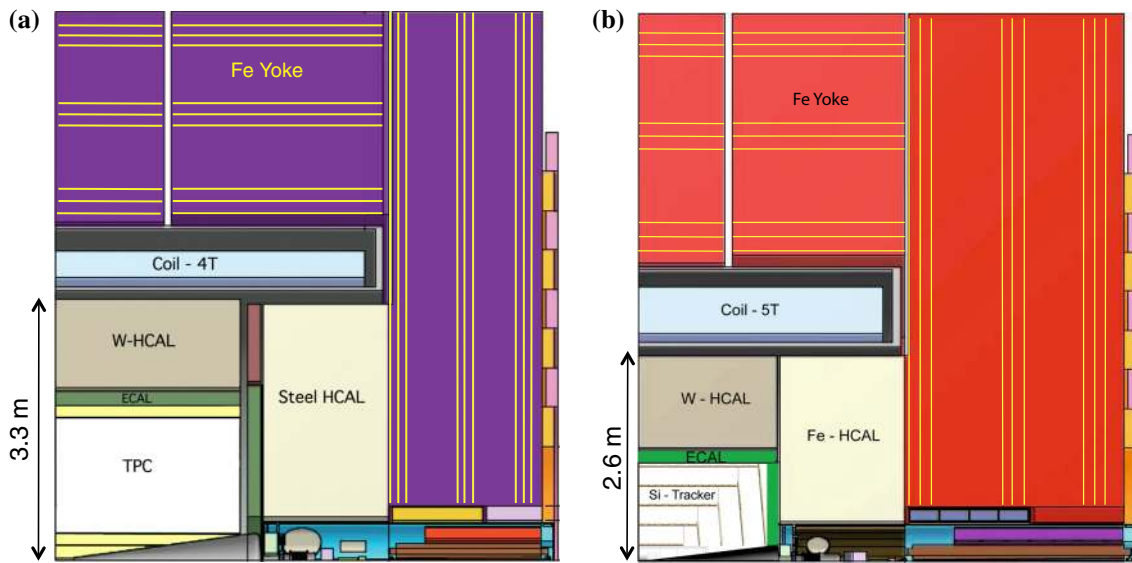 (a)
Fe Yoke
Coil - 4T
W-HCAL
ECAL
Steel HCAL
TPC
3.3 m
(b)
Fe Yoke
Coil - 5T
W - HCAL
Fe - HCAL
ECAL
Si - Tracker
2.6 m